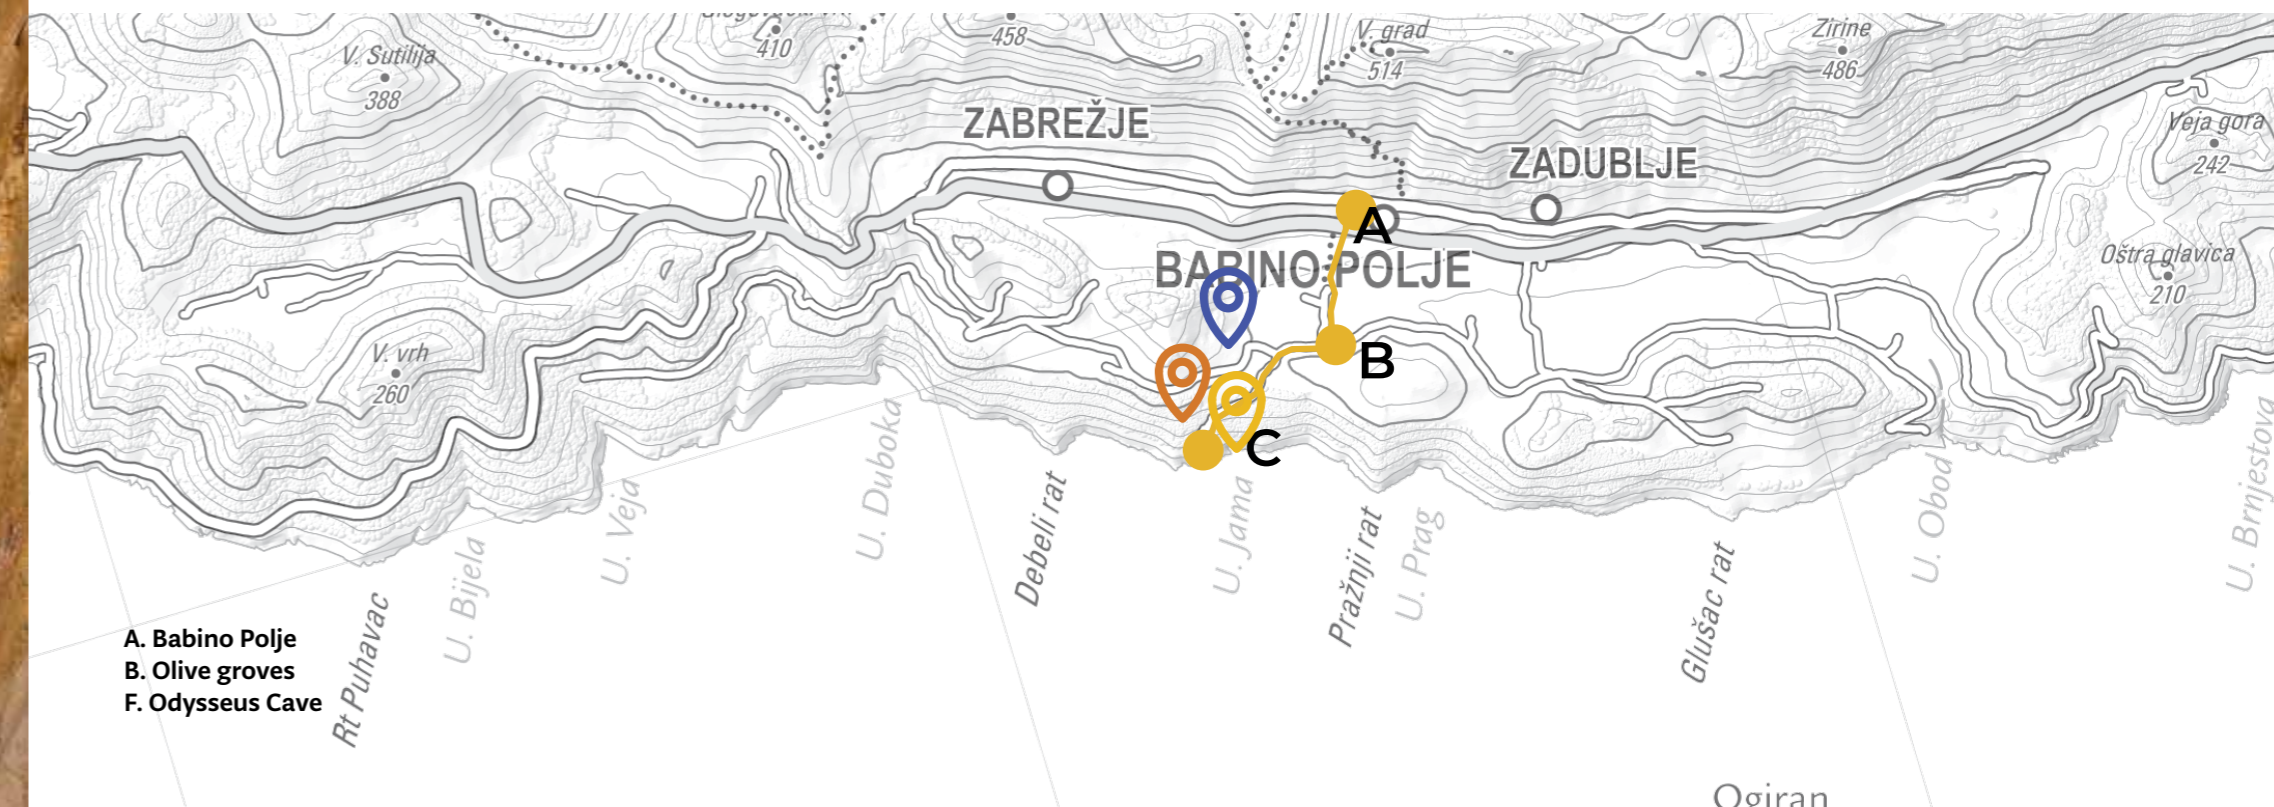 410
458
V. grad
514
Zirine
486
V. Sutilija
388
ZABREŽJE
ZADUBLJE
Veja gora
242
A
BABINO POLJE
Oštra glavica
210
V. vrh
260
B
C
U. Duboka
U. Veja
U. Bijela
Rt Puhavac
Debeli rat
U. Jama
Pražnji rat
U. Prag
Glušac rat
U. Obod
U. Brnjestova
A. Babino Polje
B. Olive groves
F. Odysseus Cave
Ogiran